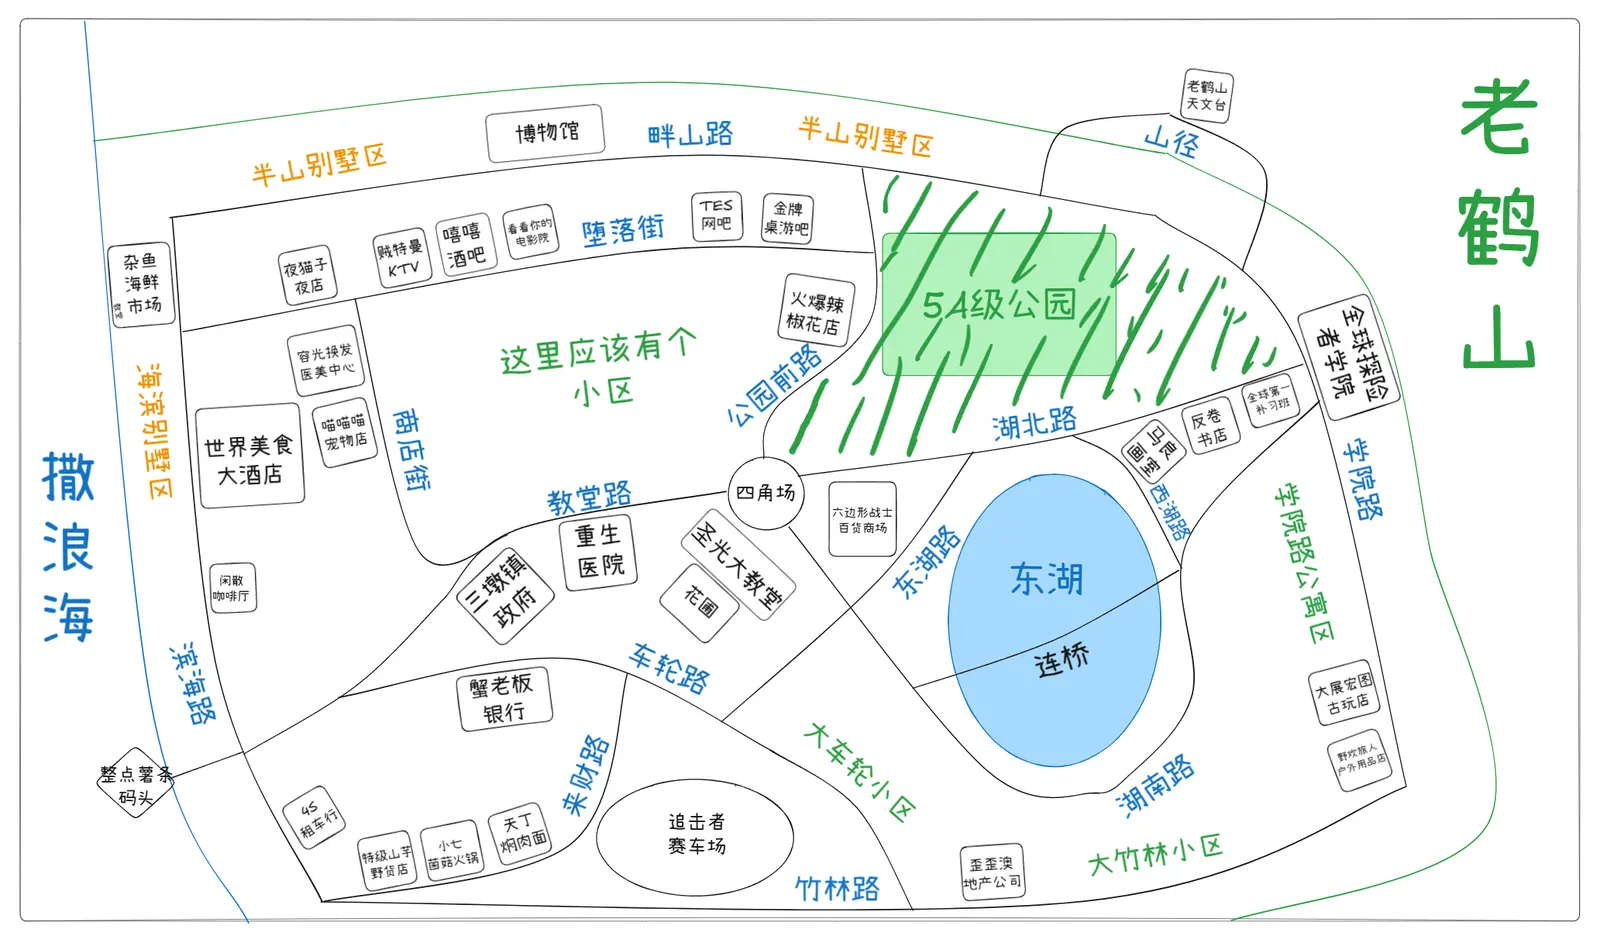 老鹤山
老鹤山
天文台
山径
博物馆
畔山路
半山别墅区
半山别墅区
TES
网吧
金牌
桌游吧
堕落街
看看你的
电影院
嘻嘻
酒吧
贼特曼
KTV
夜猫子
夜店
杂鱼
海鲜
市场
火爆辣
椒花店
5A级公园
全球探险
者学院
这里应该有个
小区
容光换发
医美中心
公园前路
湖北路
全球第一
补习班
反卷
书店
马良
画室
海滨别墅区
世界美食
大酒店
喵喵喵
宠物店
商店街
学院路
撒浪海
教堂路
四角场
六边形战士
百货商场
西湖路
学院路公寓区
重生
医院
圣光大教堂
东湖路
东湖
闲散
咖啡厅
三墩镇
政府
花圃
连桥
滨海路
车轮路
蟹老板
银行
大展宏图
古玩店
野炊旅人
户外用品店
整点薯条
码头
来财路
大车轮小区
湖南路
4S
租车行
特级山芋
野货店
小七
菌菇火锅
天丁
焖肉面
追击者
赛车场
竹林路
歪歪澳
地产公司
大竹林小区